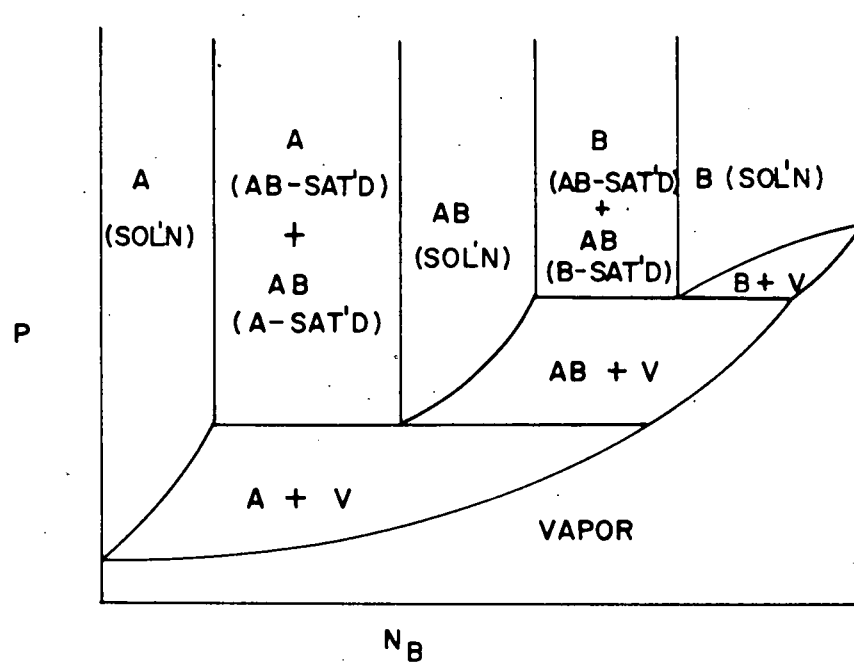 A
(SOL'N)
A
(AB-SAT'D)
+
AB
(A-SAT'D)
AB
(SOL'N)
B
(AB-SAT'D)
+
AB
(B-SAT'D)
B (SOL'N)
B + V
AB + V
A + V
VAPOR
P
N_B